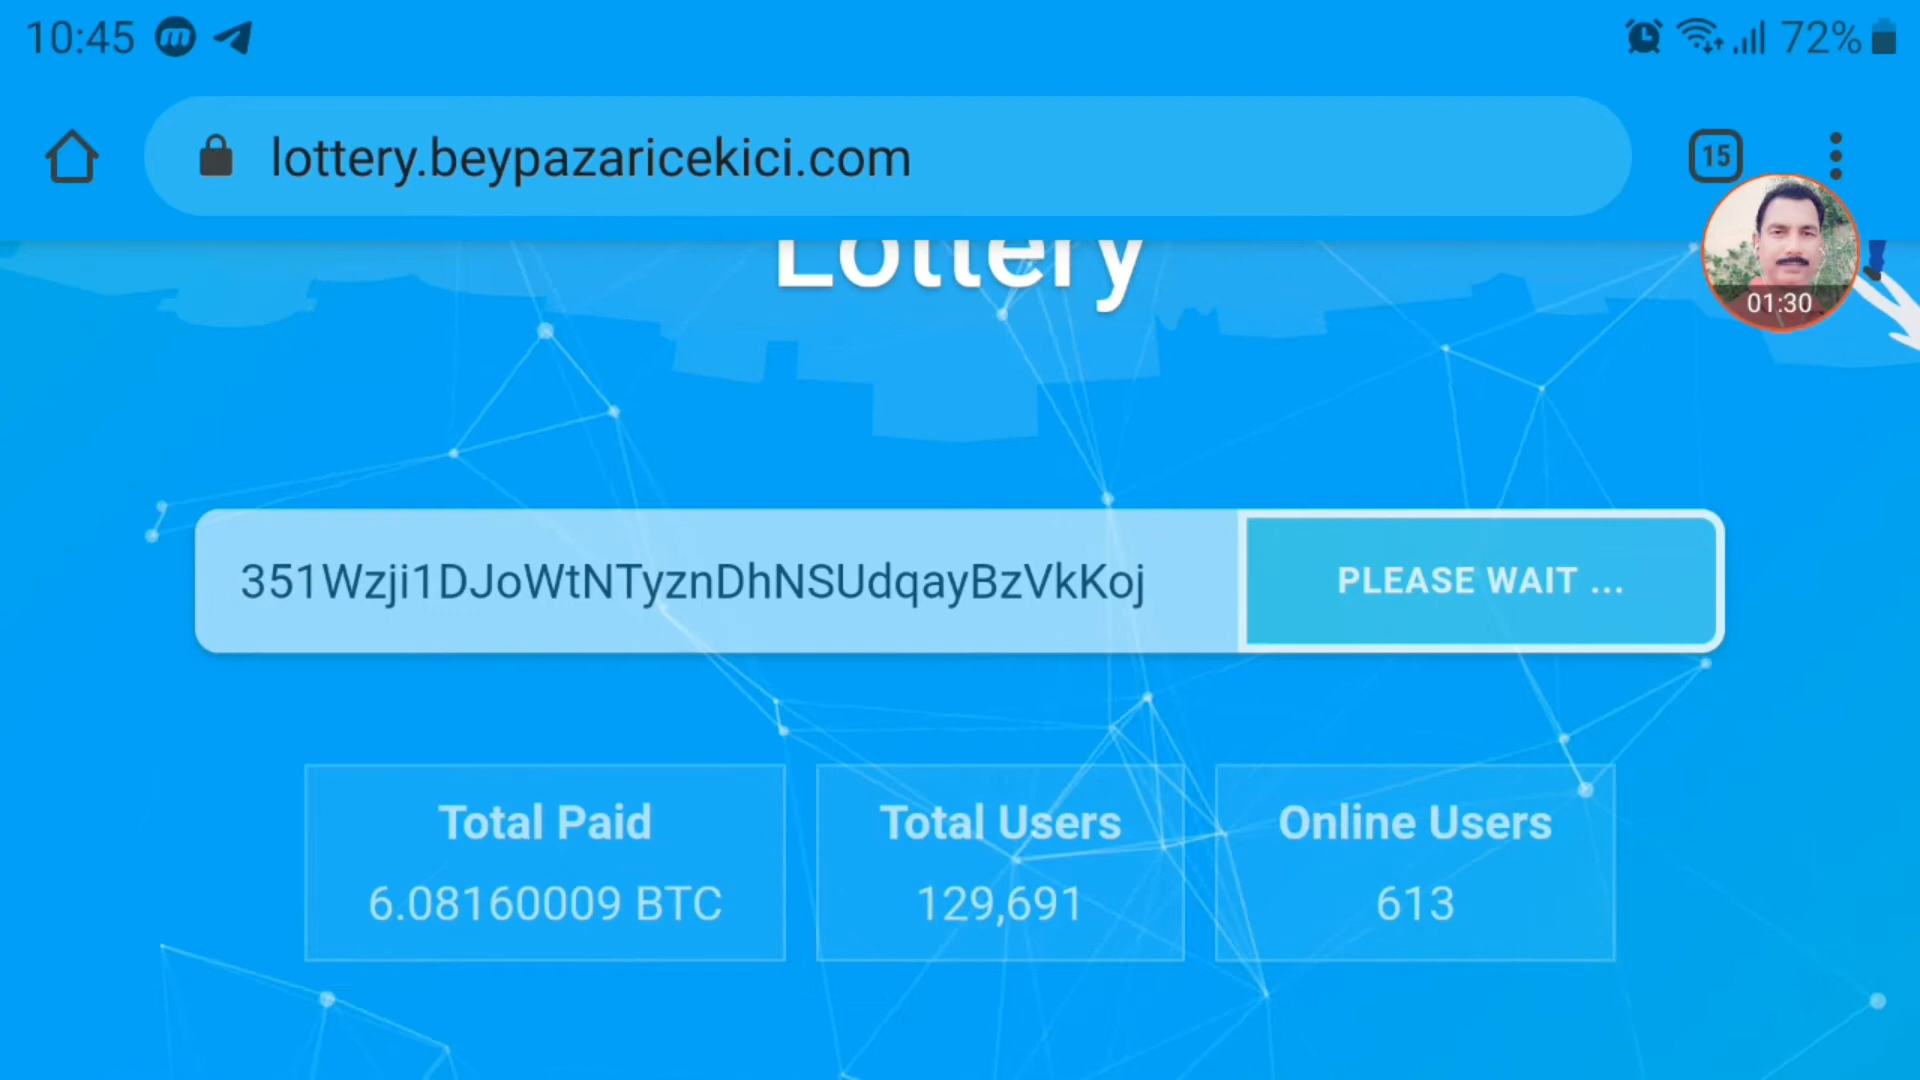 10:45
72%
lottery.beypazaricekici.com
15
01:30
Lottery
351Wzji1DJoWtNTyznDhNSUdqayBzVkKoj
PLEASE WAIT ...
Total Paid
6.08160009 BTC
Total Users
129,691
Online Users
613